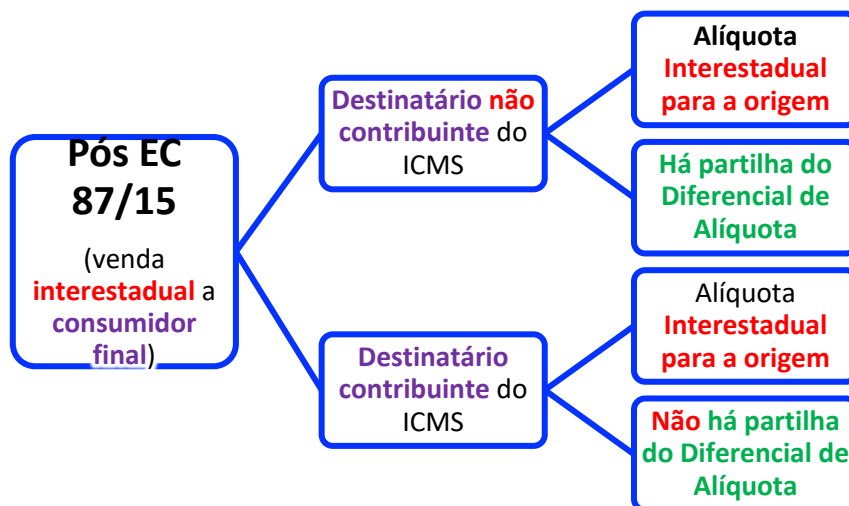 Pós EC
87/15
(venda
interestadual a
consumidor
final)
Destinatário não
contribuinte do
ICMS
Alíquota
Interestadual
para a origem
Há partilha do
Diferencial de
Alíquota
Destinatário
contribuinte do
ICMS
Alíquota
Interestadual
para a origem
Não há partilha
do Diferencial de
Alíquota